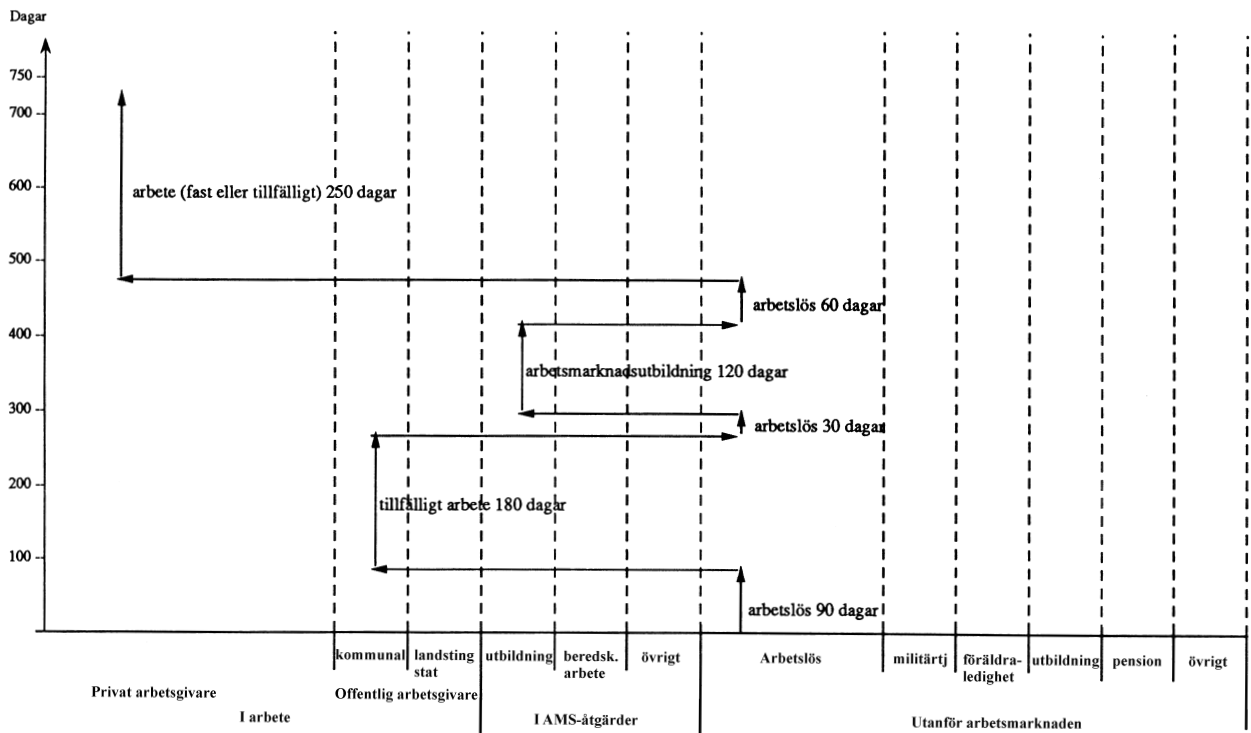 Dagar
750
700
arbete (fast eller tillfälligt) 250 dagar
600
500
arbetslös 60 dagar
400
arbetsmarknadsutbildning 120 dagar
300
arbetslös 30 dagar
200
tillfälligt arbete 180 dagar
100
arbetslös 90 dagar
kommunal landsting utbildning beredsk. övrigt Arbetslös militärtj föräldra- utbildning pension övrigt
stat arbete ledighet
Privat arbetsgivare Offentlig arbetsgivare
I arbete I AMS-åtgärder Utanför arbetsmarknaden